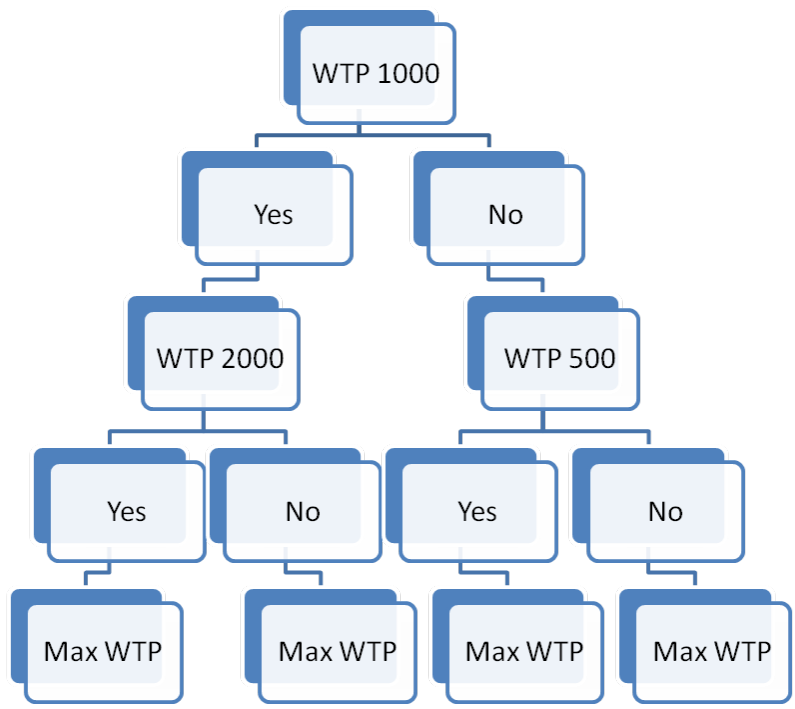 WTP 1000
Yes
No
WTP 2000
WTP 500
Yes
No
Yes
No
Max WTP
Max WTP
Max WTP
Max WTP